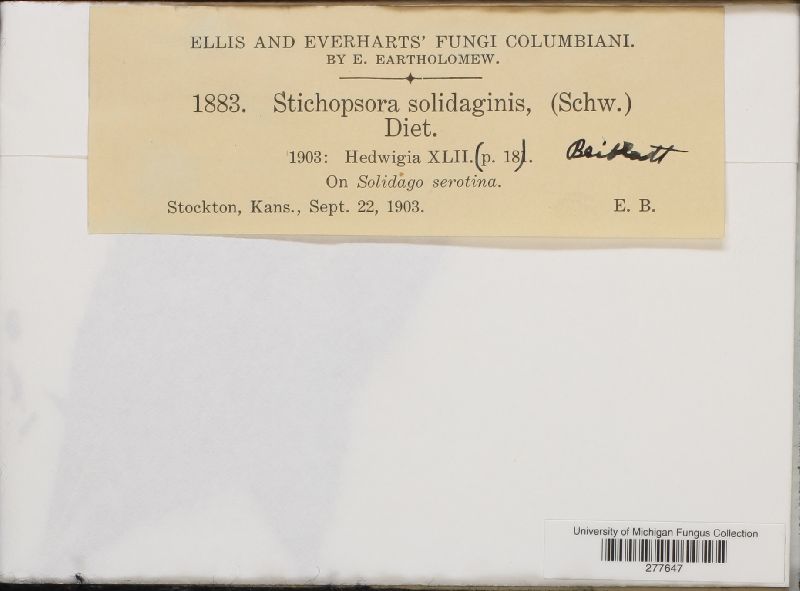 ELLIS AND EVERHARTS' FUNGI COLUMBIANI.
BY E. EARTHOLOMEW.
1883. Stichopsora solidaginis, (Schw.)
Diet.
1903: Hedwigia XLII. (p. 18). Beiblatt
On Solidago serotina.
Stockton, Kans., Sept. 22, 1903. E. B.
University of Michigan Fungus Collection
277647